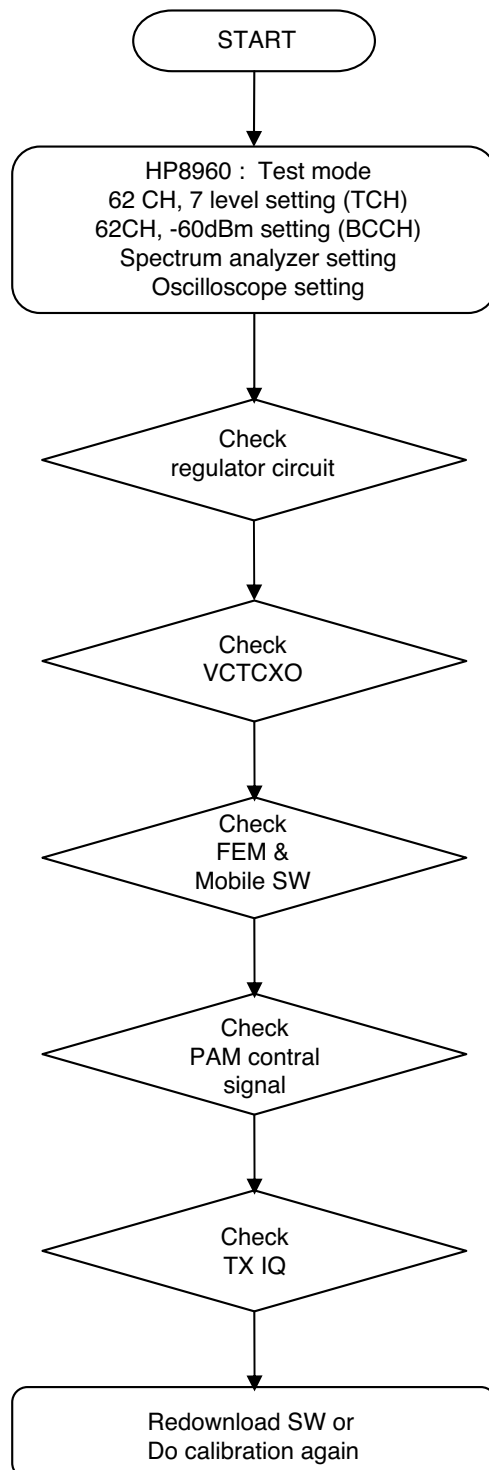 START
HP8960 : Test mode
62 CH, 7 level setting (TCH)
62CH, -60dBm setting (BCCH)
Spectrum analyzer setting
Oscilloscope setting
Check
regulator circuit
Check
VCTCXO
Check
FEM &
Mobile SW
Check
PAM contral
signal
Check
TX IQ
Redownload SW or
Do calibration again